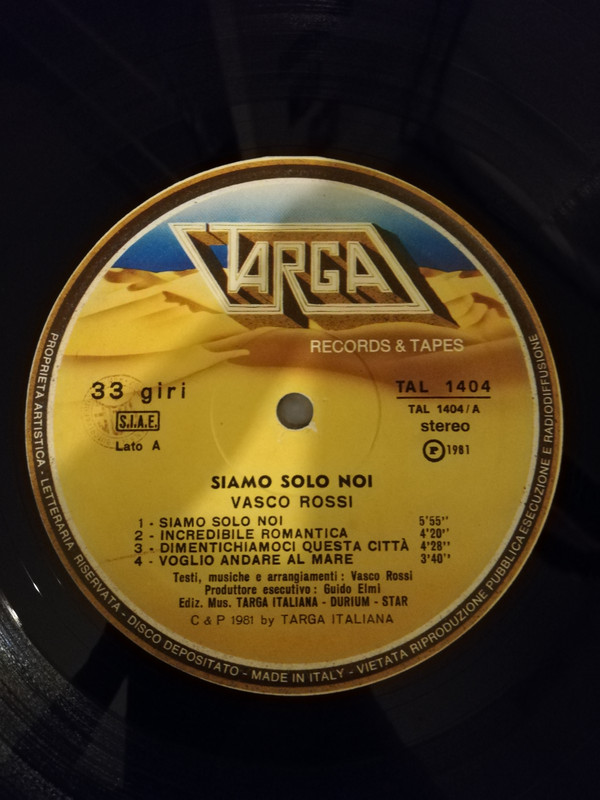 TARGA
RECORDS & TAPES
33 giri
S.I.A.E.
Lato A
TAL 1404
TAL 1404/A
stereo
P 1981
SIAMO SOLO NOI
VASCO ROSSI
1 - SIAMO SOLO NOI 5'55''
2 - INCREDIBILE ROMANTICA 4'20''
3 - DIMENTICHIAMOCI QUESTA CITTÀ 4'28''
4 - VOGLIO ANDARE AL MARE 3'40''
Testi, musiche e arrangiamenti: Vasco Rossi
Produttore esecutivo: Guido Elmi
Ediz. Mus. TARGA ITALIANA - DURIUM - STAR
C & P 1981 by TARGA ITALIANA
PROPRIETÀ ARTISTICA - LETTERARIA RISERVATA - DISCO DEPOSITATO - MADE IN ITALY - VIETATA RIPRODUZIONE PUBBLICA ESECUZIONE E RADIODIFFUSIONE